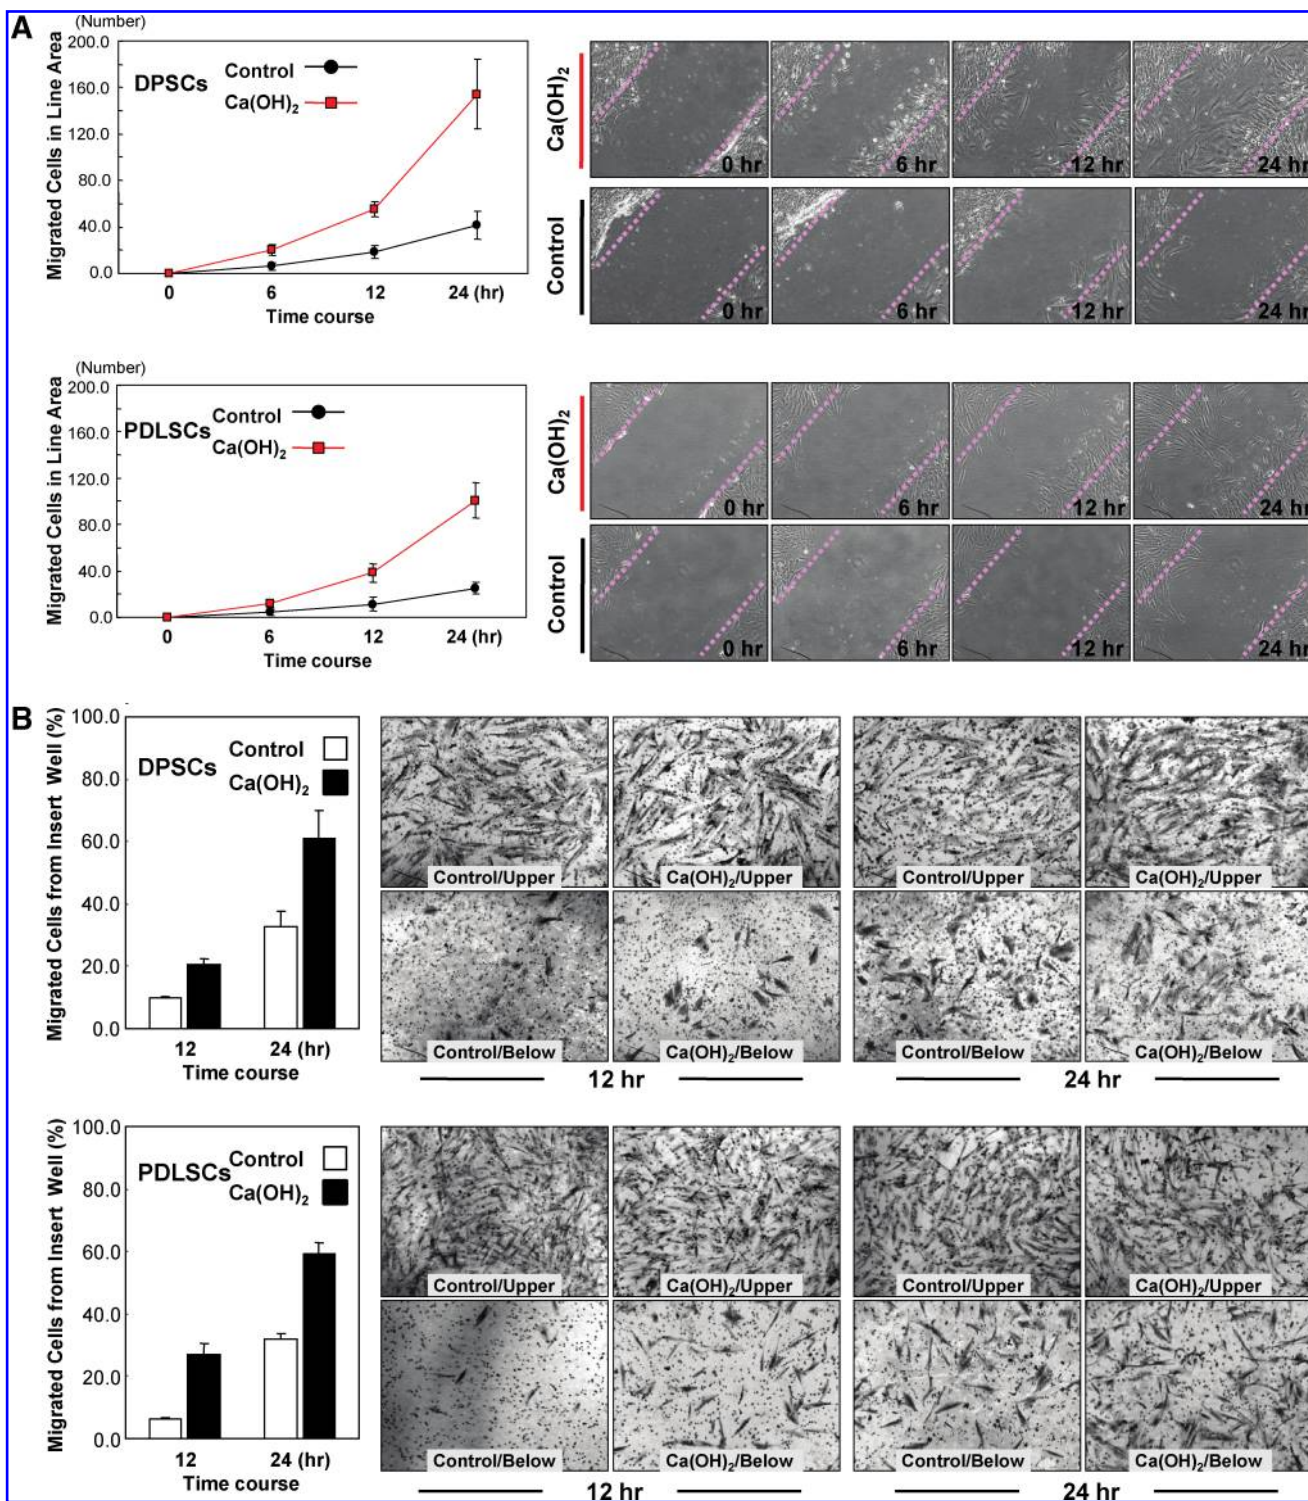 A
(Number)
Migrated Cells in Line Area
200.0
160.0
120.0
80.0
40.0
0.0
DPSCs
Control
Ca(OH)₂
0
6
12
24 (hr)
Time course
Ca(OH)₂
0 hr
6 hr
12 hr
24 hr
Control
0 hr
6 hr
12 hr
24 hr
(Number)
Migrated Cells in Line Area
200.0
160.0
120.0
80.0
40.0
0.0
PDLSCs
Control
Ca(OH)₂
0
6
12
24 (hr)
Time course
Ca(OH)₂
0 hr
6 hr
12 hr
24 hr
Control
0 hr
6 hr
12 hr
24 hr
B
Migrated Cells from Insert Well (%)
100.0
80.0
60.0
40.0
20.0
0.0
DPSCs
Control
Ca(OH)₂
12
24 (hr)
Time course
Control/Upper
Ca(OH)₂/Upper
Control/Upper
Ca(OH)₂/Upper
Control/Below
Ca(OH)₂/Below
Control/Below
Ca(OH)₂/Below
12 hr
24 hr
Migrated Cells from Insert Well (%)
100.0
80.0
60.0
40.0
20.0
0.0
PDLSCs
Control
Ca(OH)₂
12
24 (hr)
Time course
Control/Upper
Ca(OH)₂/Upper
Control/Upper
Ca(OH)₂/Upper
Control/Below
Ca(OH)₂/Below
Control/Below
Ca(OH)₂/Below
12 hr
24 hr